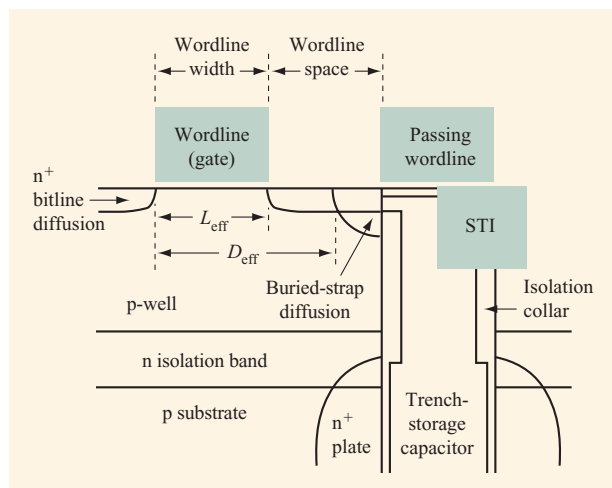 Wordline
width
Wordline
space
Wordline
(gate)
Passing
wordline
n+
bitline
diffusion
Leff
Deff
STI
Buried-strap
diffusion
Isolation
collar
p-well
n isolation band
p substrate
n+
plate
Trench-
storage
capacitor